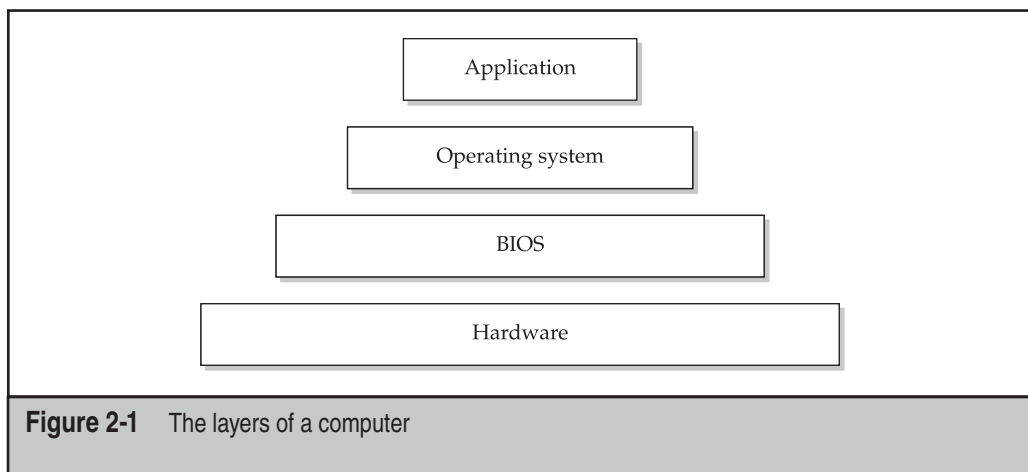 Application
Operating system
BIOS
Hardware
Figure 2-1 The layers of a computer